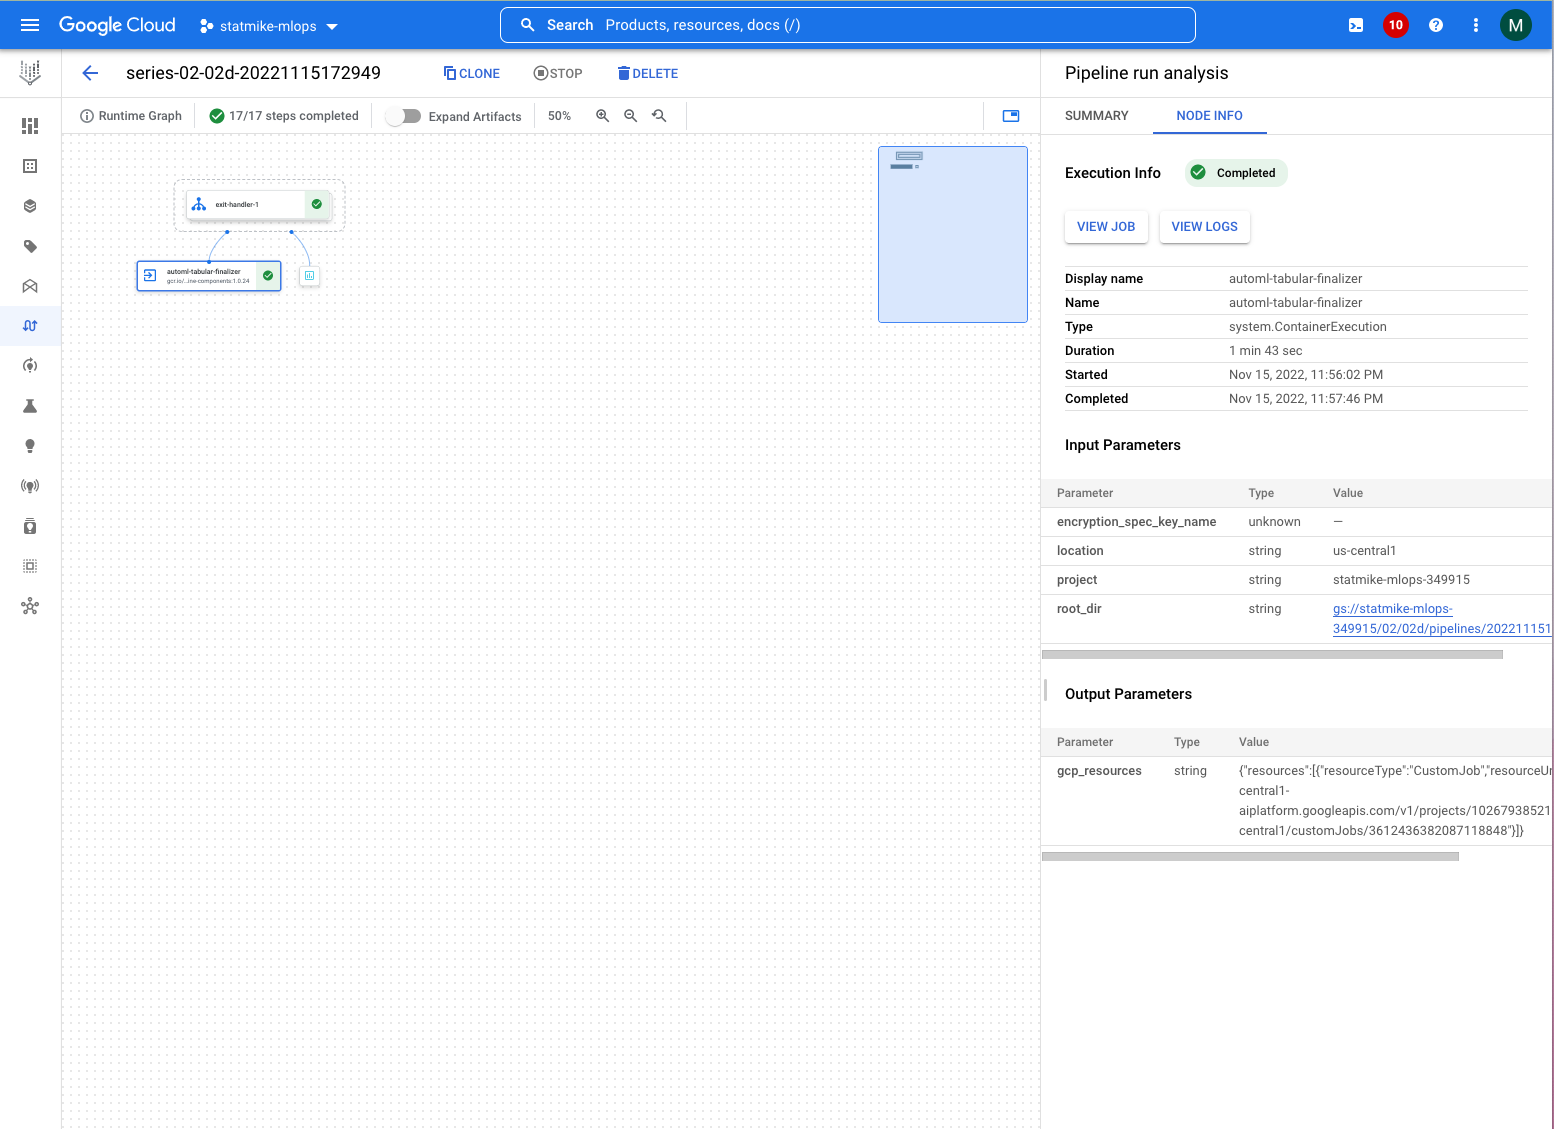 Google Cloud
statmike-mlops
Search Products, resources, docs (/)
10
M
series-02-02d-20221115172949
CLONE
STOP
DELETE
Runtime Graph
17/17 steps completed
Expand Artifacts
50%
exit-handler-1
automl-tabular-finalizer
gcr.io/...ine-components:1.0.24
Pipeline run analysis
SUMMARY
NODE INFO
Execution Info
Completed
VIEW JOB
VIEW LOGS
Display name automl-tabular-finalizer
Name automl-tabular-finalizer
Type system.ContainerExecution
Duration 1 min 43 sec
Started Nov 15, 2022, 11:56:02 PM
Completed Nov 15, 2022, 11:57:46 PM
Input Parameters
Parameter Type Value
encryption_spec_key_name unknown —
location string us-central1
project string statmike-mlops-349915
root_dir string gs://statmike-mlops-
349915/02/02d/pipelines/202211151
Output Parameters
Parameter Type Value
gcp_resources string {"resources":[{"resourceType":"CustomJob","resourceUr
central1-
aiplatform.googleapis.com/v1/projects/10267938521
central1/customJobs/3612436382087118848"}]}